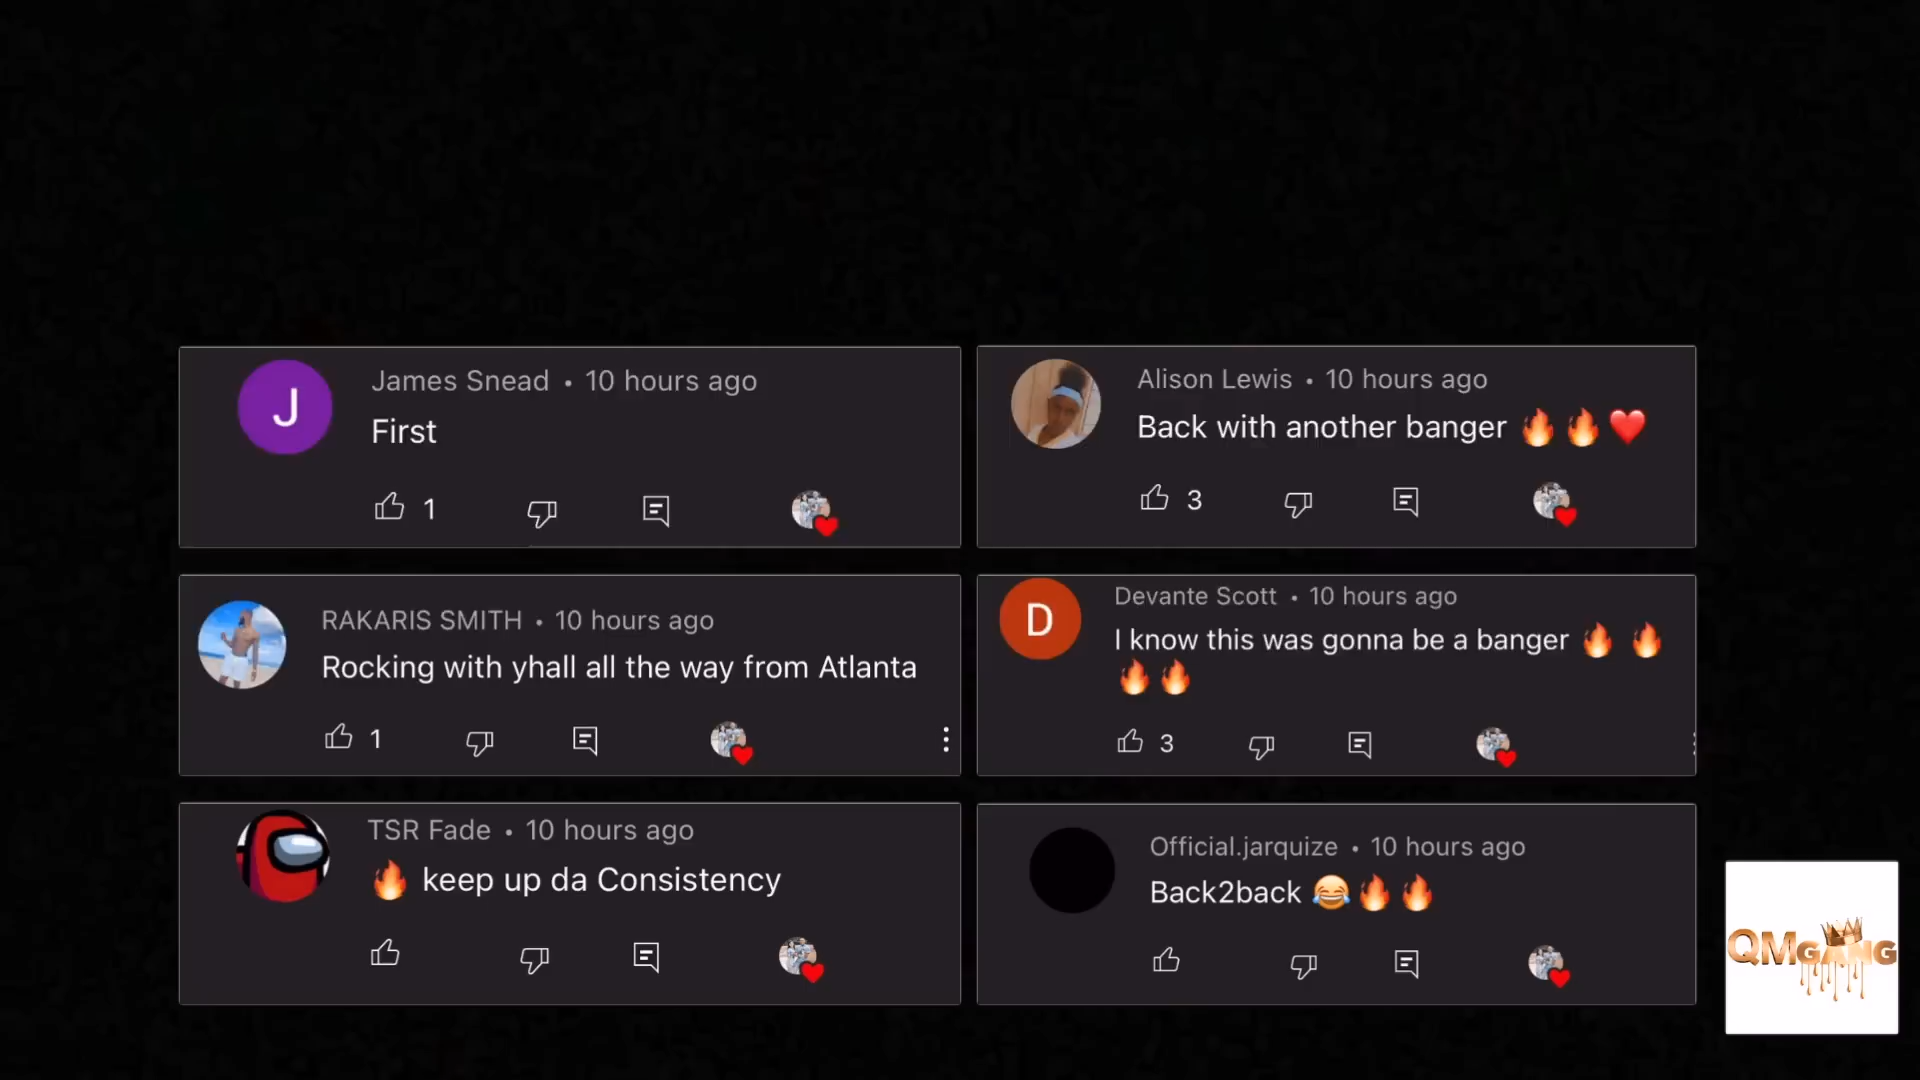 J
James Snead • 10 hours ago
First
1
Alison Lewis • 10 hours ago
Back with another banger 🔥🔥❤️
3
RAKARIS SMITH • 10 hours ago
Rocking with yhall all the way from Atlanta
1
D
Devante Scott • 10 hours ago
I know this was gonna be a banger 🔥 🔥
🔥🔥
3
TSR Fade • 10 hours ago
🔥 keep up da Consistency
Official.jarquize • 10 hours ago
Back2back 😂🔥🔥
QMGANG